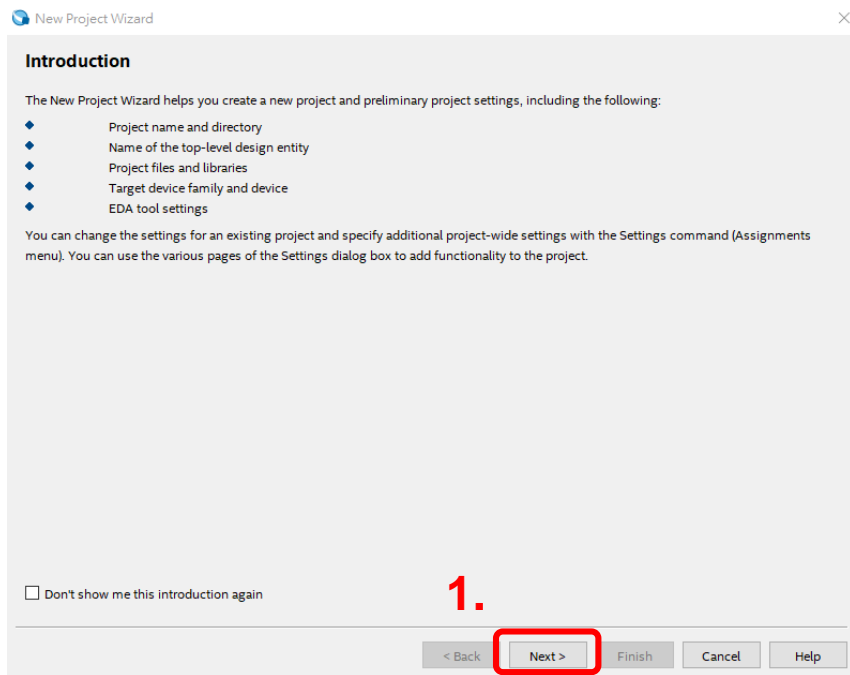 New Project Wizard
Introduction
The New Project Wizard helps you create a new project and preliminary project settings, including the following:
Project name and directory
Name of the top-level design entity
Project files and libraries
Target device family and device
EDA tool settings
You can change the settings for an existing project and specify additional project-wide settings with the Settings command (Assignments
menu). You can use the various pages of the Settings dialog box to add functionality to the project.
Don't show me this introduction again
1.
< Back Next > Finish Cancel Help